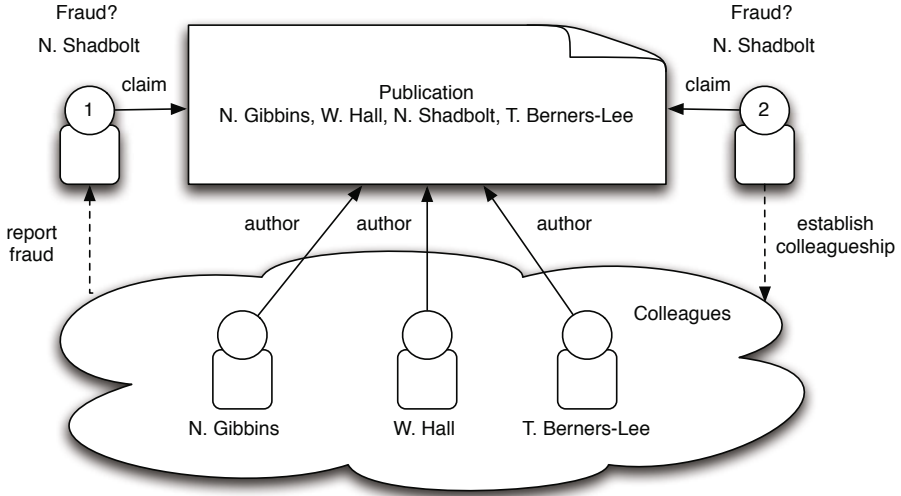 Fraud?
N. Shadbolt
Fraud?
N. Shadbolt
claim
claim
1
2
Publication
N. Gibbins, W. Hall, N. Shadbolt, T. Berners-Lee
report
fraud
author
author
author
establish
colleagueship
Colleagues
N. Gibbins
W. Hall
T. Berners-Lee